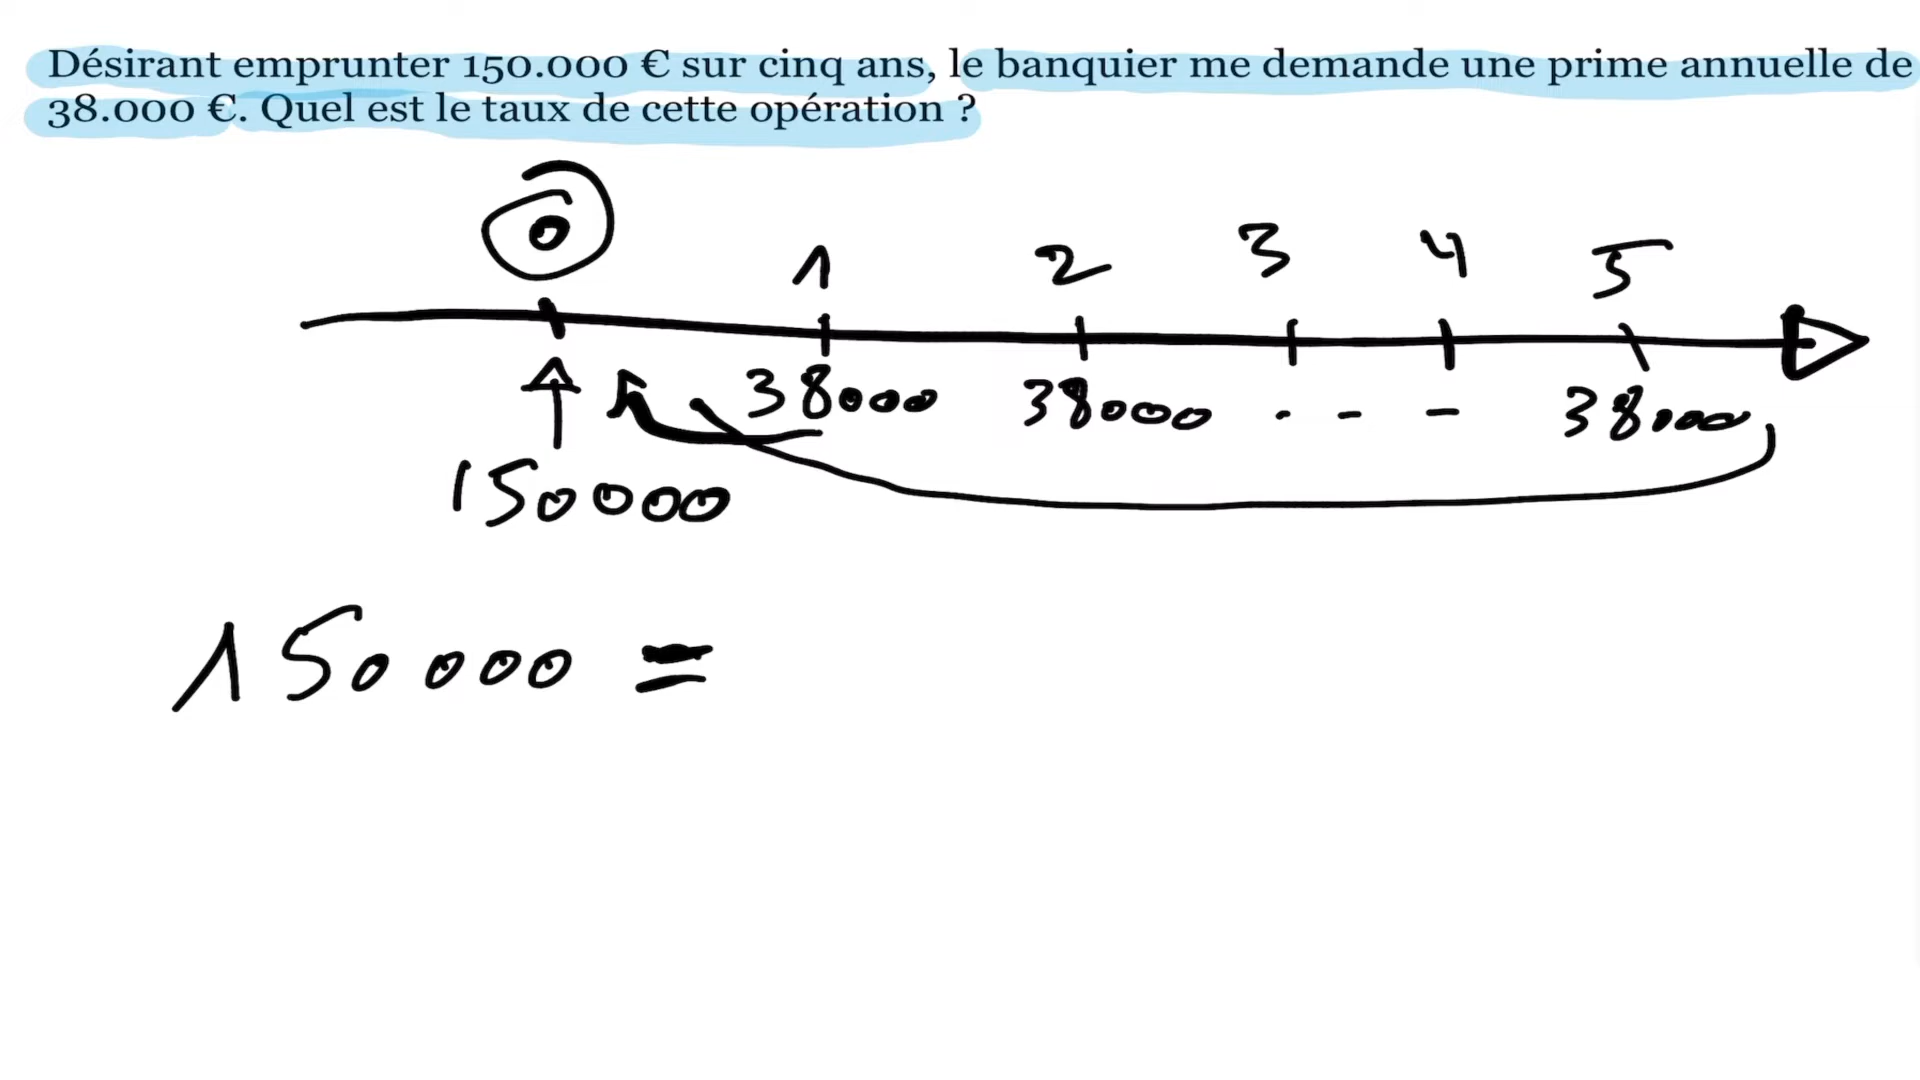 Désirant emprunter 150.000 € sur cinq ans, le banquier me demande une prime annuelle de
38.000 €. Quel est le taux de cette opération ?
0 1 2 3 4 5
38000 38000 . - - 38000
150000
150000 =